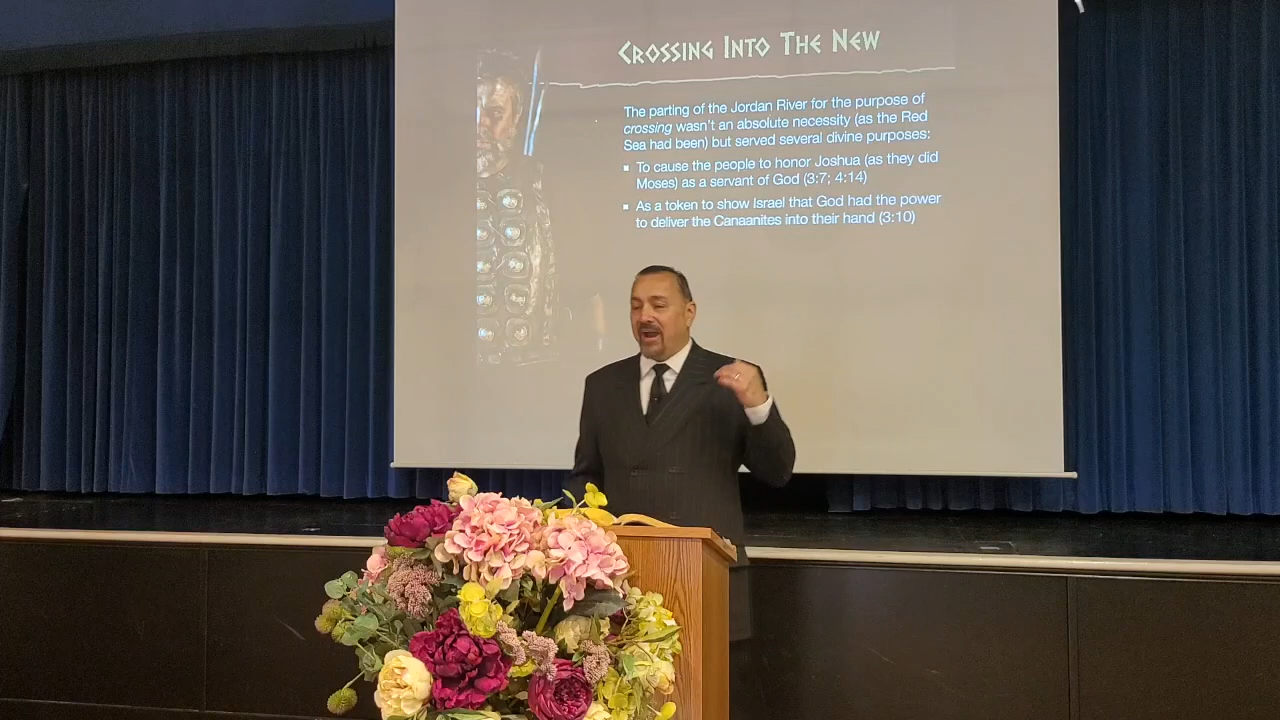 Crossing Into The New
The parting of the Jordan River for the purpose of
crossing wasn't an absolute necessity (as the Red
Sea had been) but served several divine purposes:
▪ To cause the people to honor Joshua (as they did
Moses) as a servant of God (3:7; 4:14)
▪ As a token to show Israel that God had the power
to deliver the Canaanites into their hand (3:10)